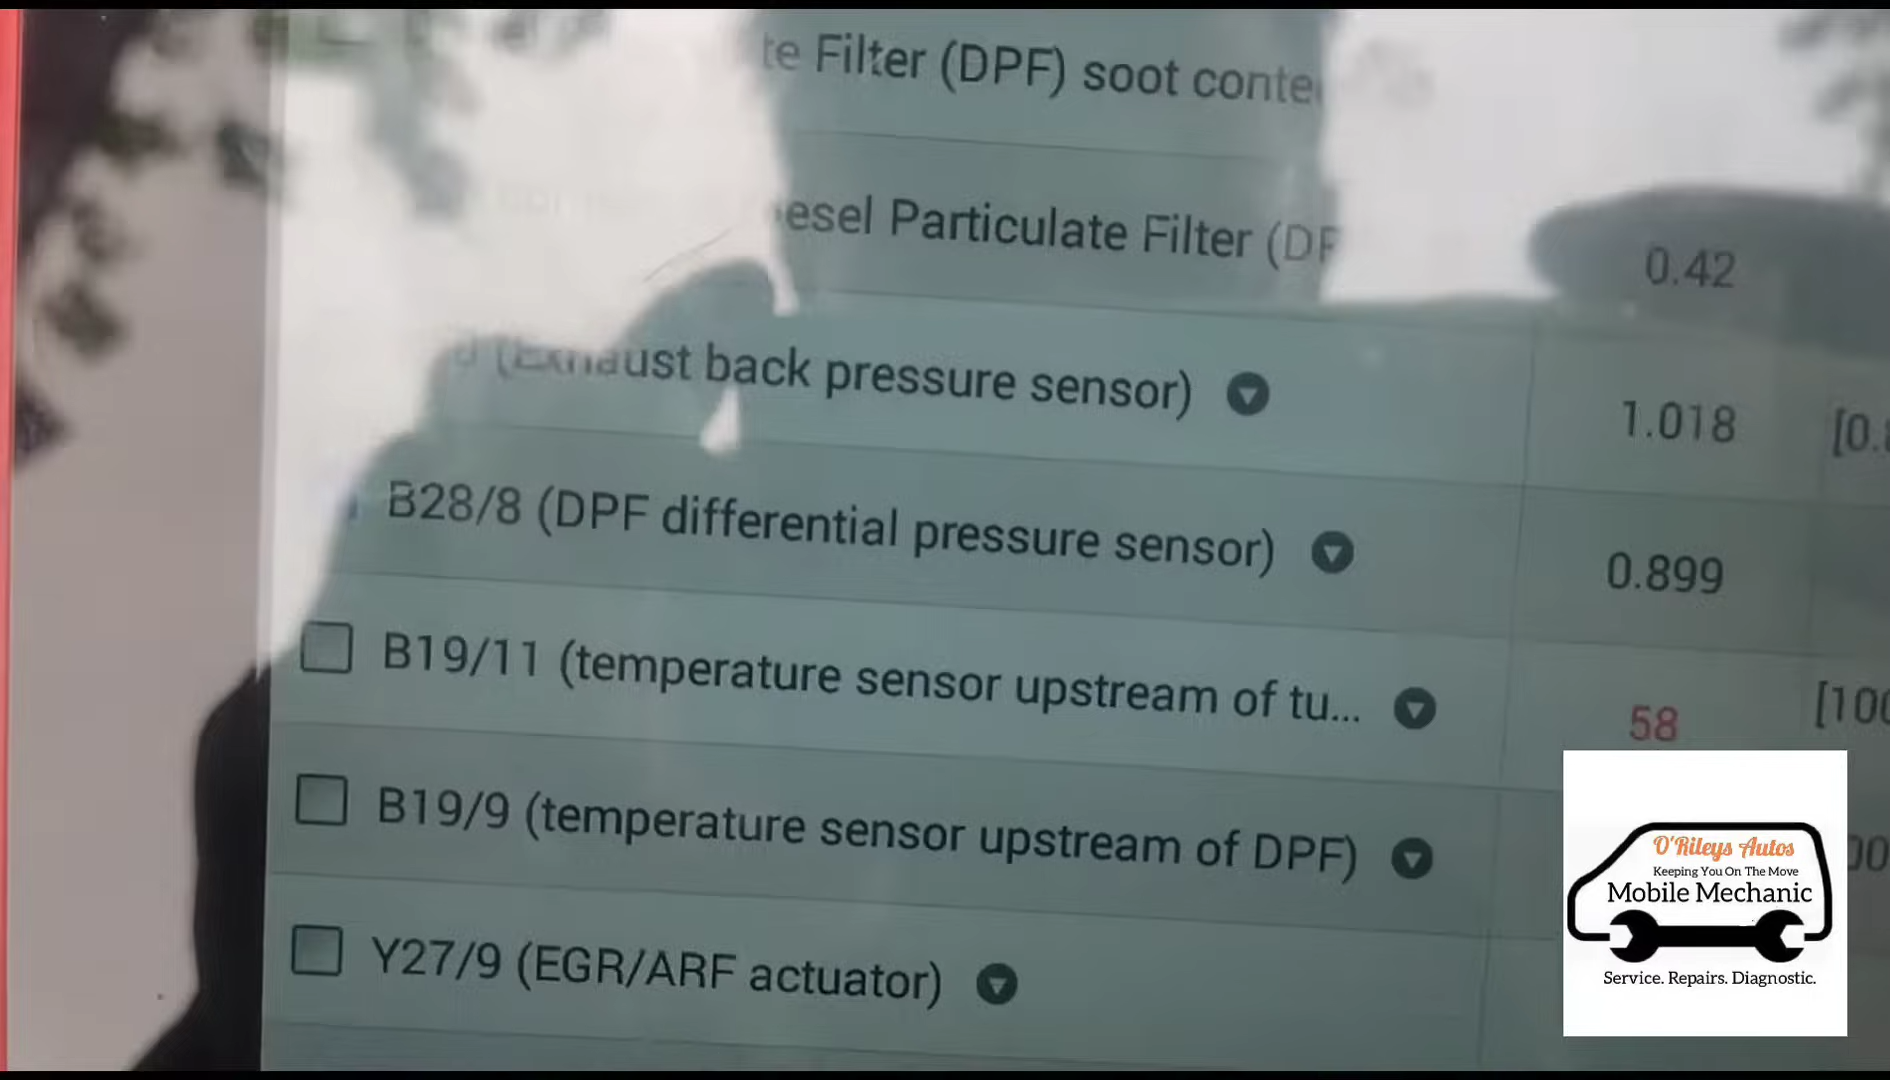 te Filter (DPF) soot conte
esel Particulate Filter (DF 0.42
(Exhaust back pressure sensor) 1.018 [0.
B28/8 (DPF differential pressure sensor) 0.899
B19/11 (temperature sensor upstream of tu... 58 [100
B19/9 (temperature sensor upstream of DPF) 00
Y27/9 (EGR/ARF actuator)
O'Rileys Autos
Keeping You On The Move
Mobile Mechanic
Service. Repairs. Diagnostic.